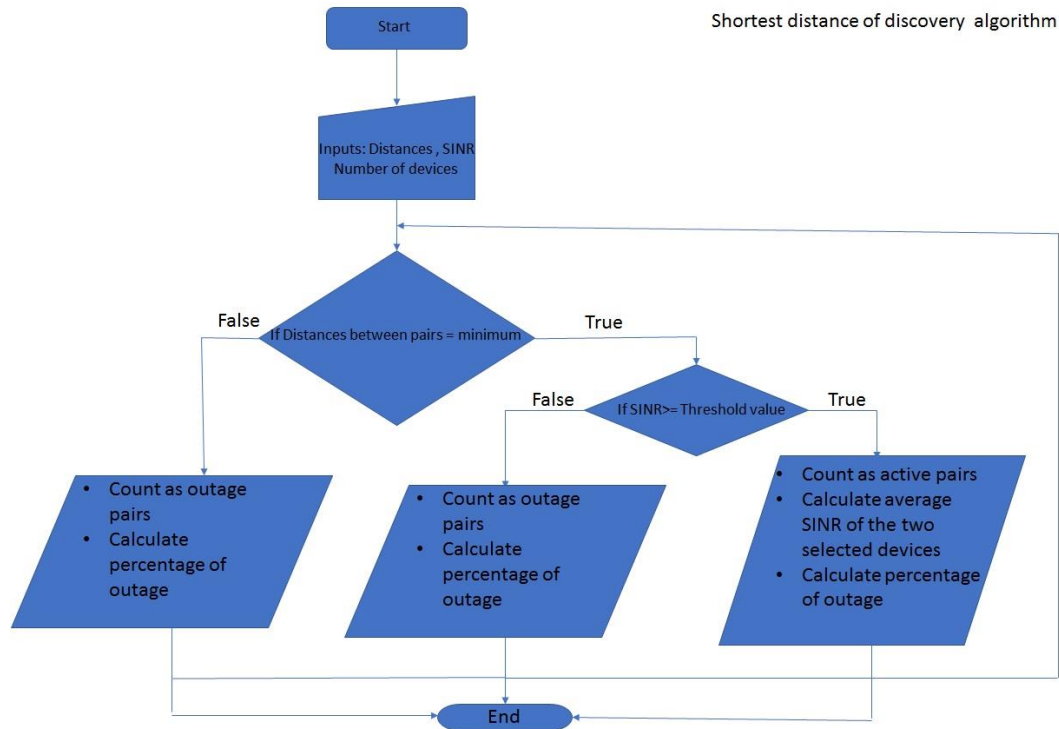 Start
Shortest distance of discovery algorithm
Inputs: Distances , SINR
Number of devices
False
True
If Distances between pairs = minimum
False
True
If SINR>= Threshold value
• Count as outage
pairs
• Calculate
percentage of
outage
• Count as outage
pairs
• Calculate
percentage of
outage
• Count as active pairs
• Calculate average
SINR of the two
selected devices
• Calculate percentage
of outage
End